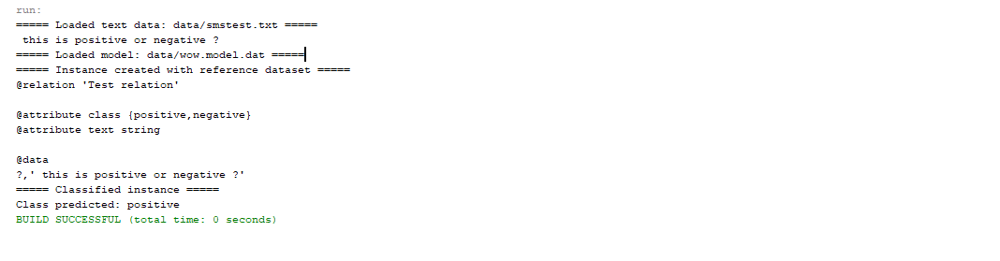 run:
===== Loaded text data: data/smstest.txt =====
this is positive or negative ?
===== Loaded model: data/wow.model.dat =====
===== Instance created with reference dataset =====
@relation 'Test relation'
@attribute class {positive,negative}
@attribute text string
@data
?,' this is positive or negative ?'
===== Classified instance =====
Class predicted: positive
BUILD SUCCESSFUL (total time: 0 seconds)